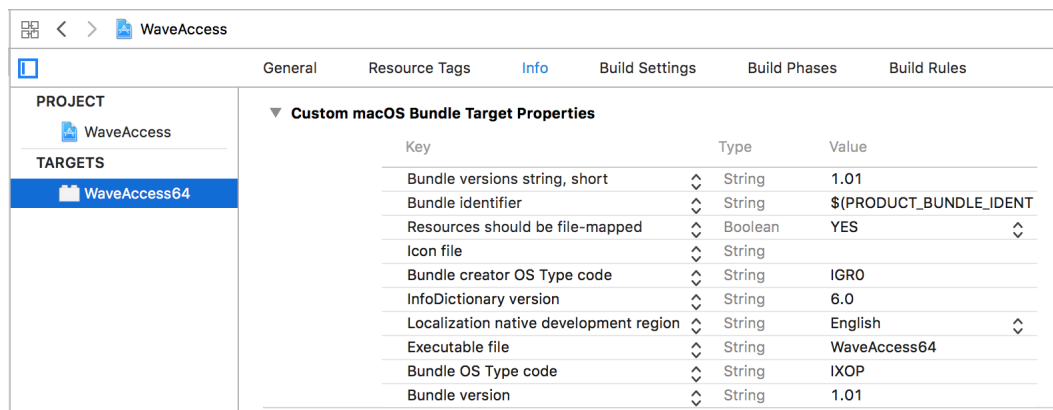 WaveAccess
General Resource Tags Info Build Settings Build Phases Build Rules
PROJECT
WaveAccess
TARGETS
WaveAccess64
Custom macOS Bundle Target Properties
Key Type Value
Bundle versions string, short String 1.01
Bundle identifier String $(PRODUCT_BUNDLE_IDENT
Resources should be file-mapped Boolean YES
Icon file String
Bundle creator OS Type code String IGR0
InfoDictionary version String 6.0
Localization native development region String English
Executable file String WaveAccess64
Bundle OS Type code String IXOP
Bundle version String 1.01